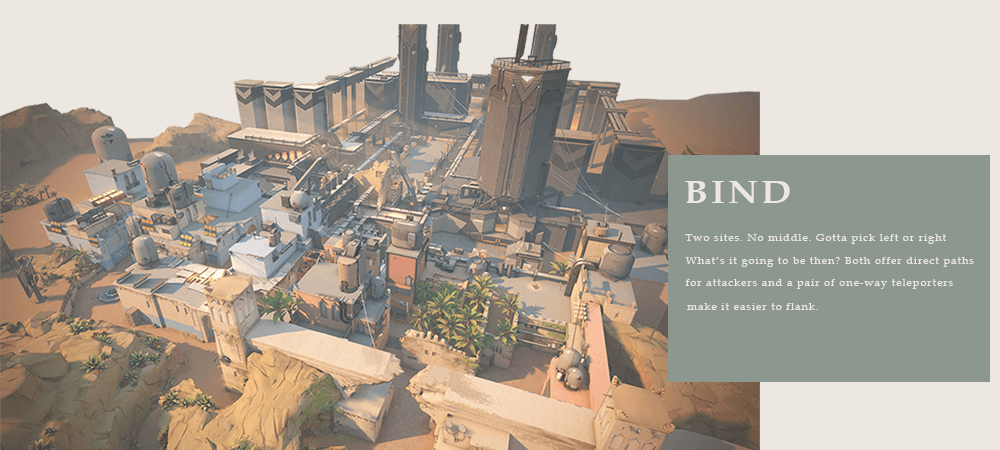 BIND
Two sites. No middle. Gotta pick left or right
What's it going to be then? Both offer direct paths
for attackers and a pair of one-way teleporters
make it easier to flank.